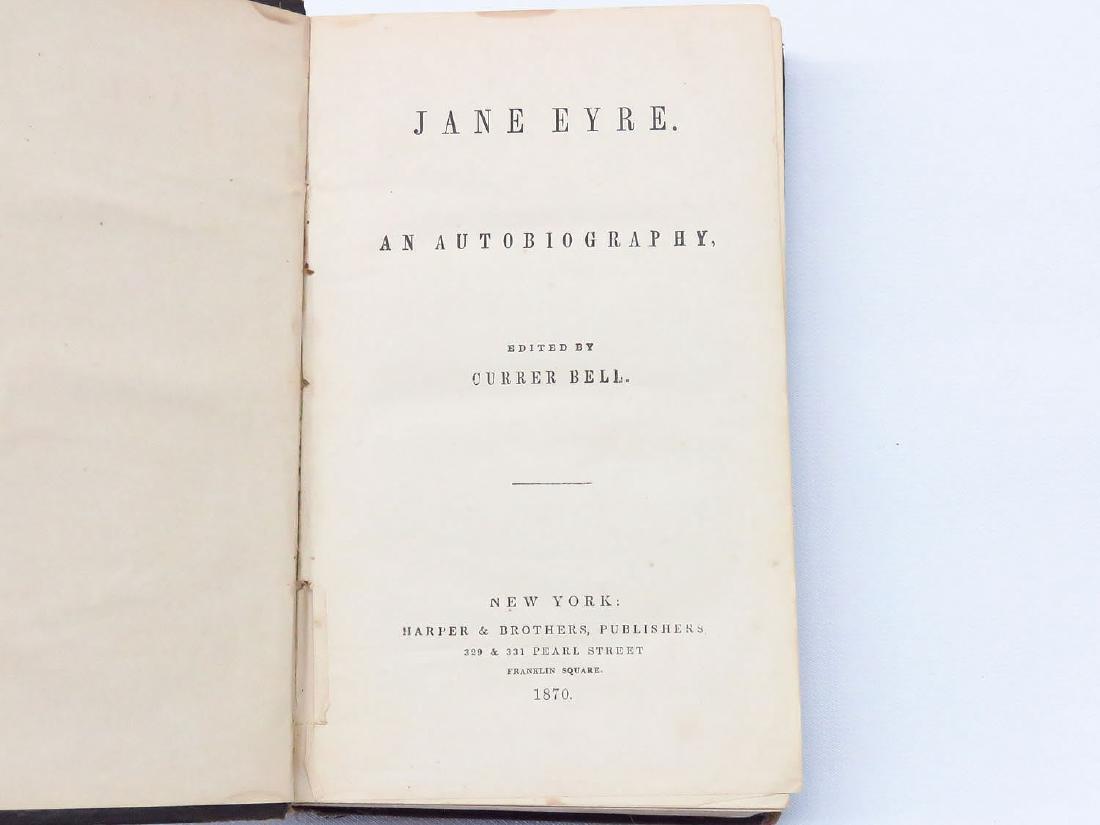 JANE EYRE.
AN AUTOBIOGRAPHY,
EDITED BY
CURRER BELL.
NEW YORK:
HARPER & BROTHERS, PUBLISHERS
329 & 331 PEARL STREET
FRANKLIN SQUARE.
1870.